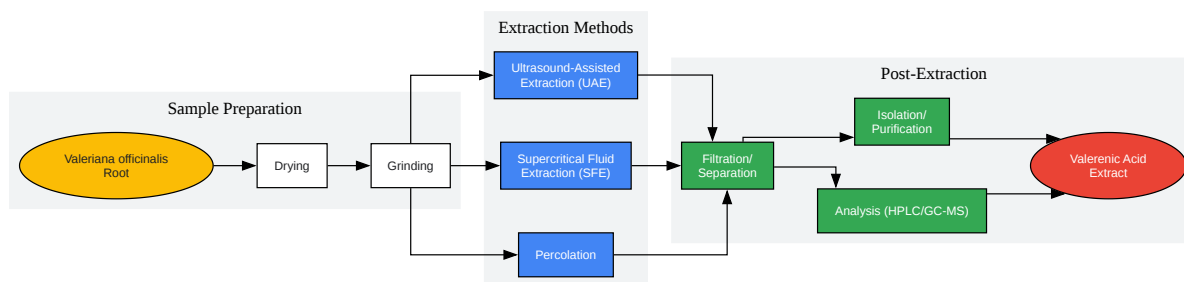 Sample Preparation
Valeriana officinalis
Root
Drying
Grinding
Extraction Methods
Ultrasound-Assisted
Extraction (UAE)
Supercritical Fluid
Extraction (SFE)
Percolation
Post-Extraction
Filtration/
Separation
Isolation/
Purification
Analysis (HPLC/GC-MS)
Valerenic Acid
Extract